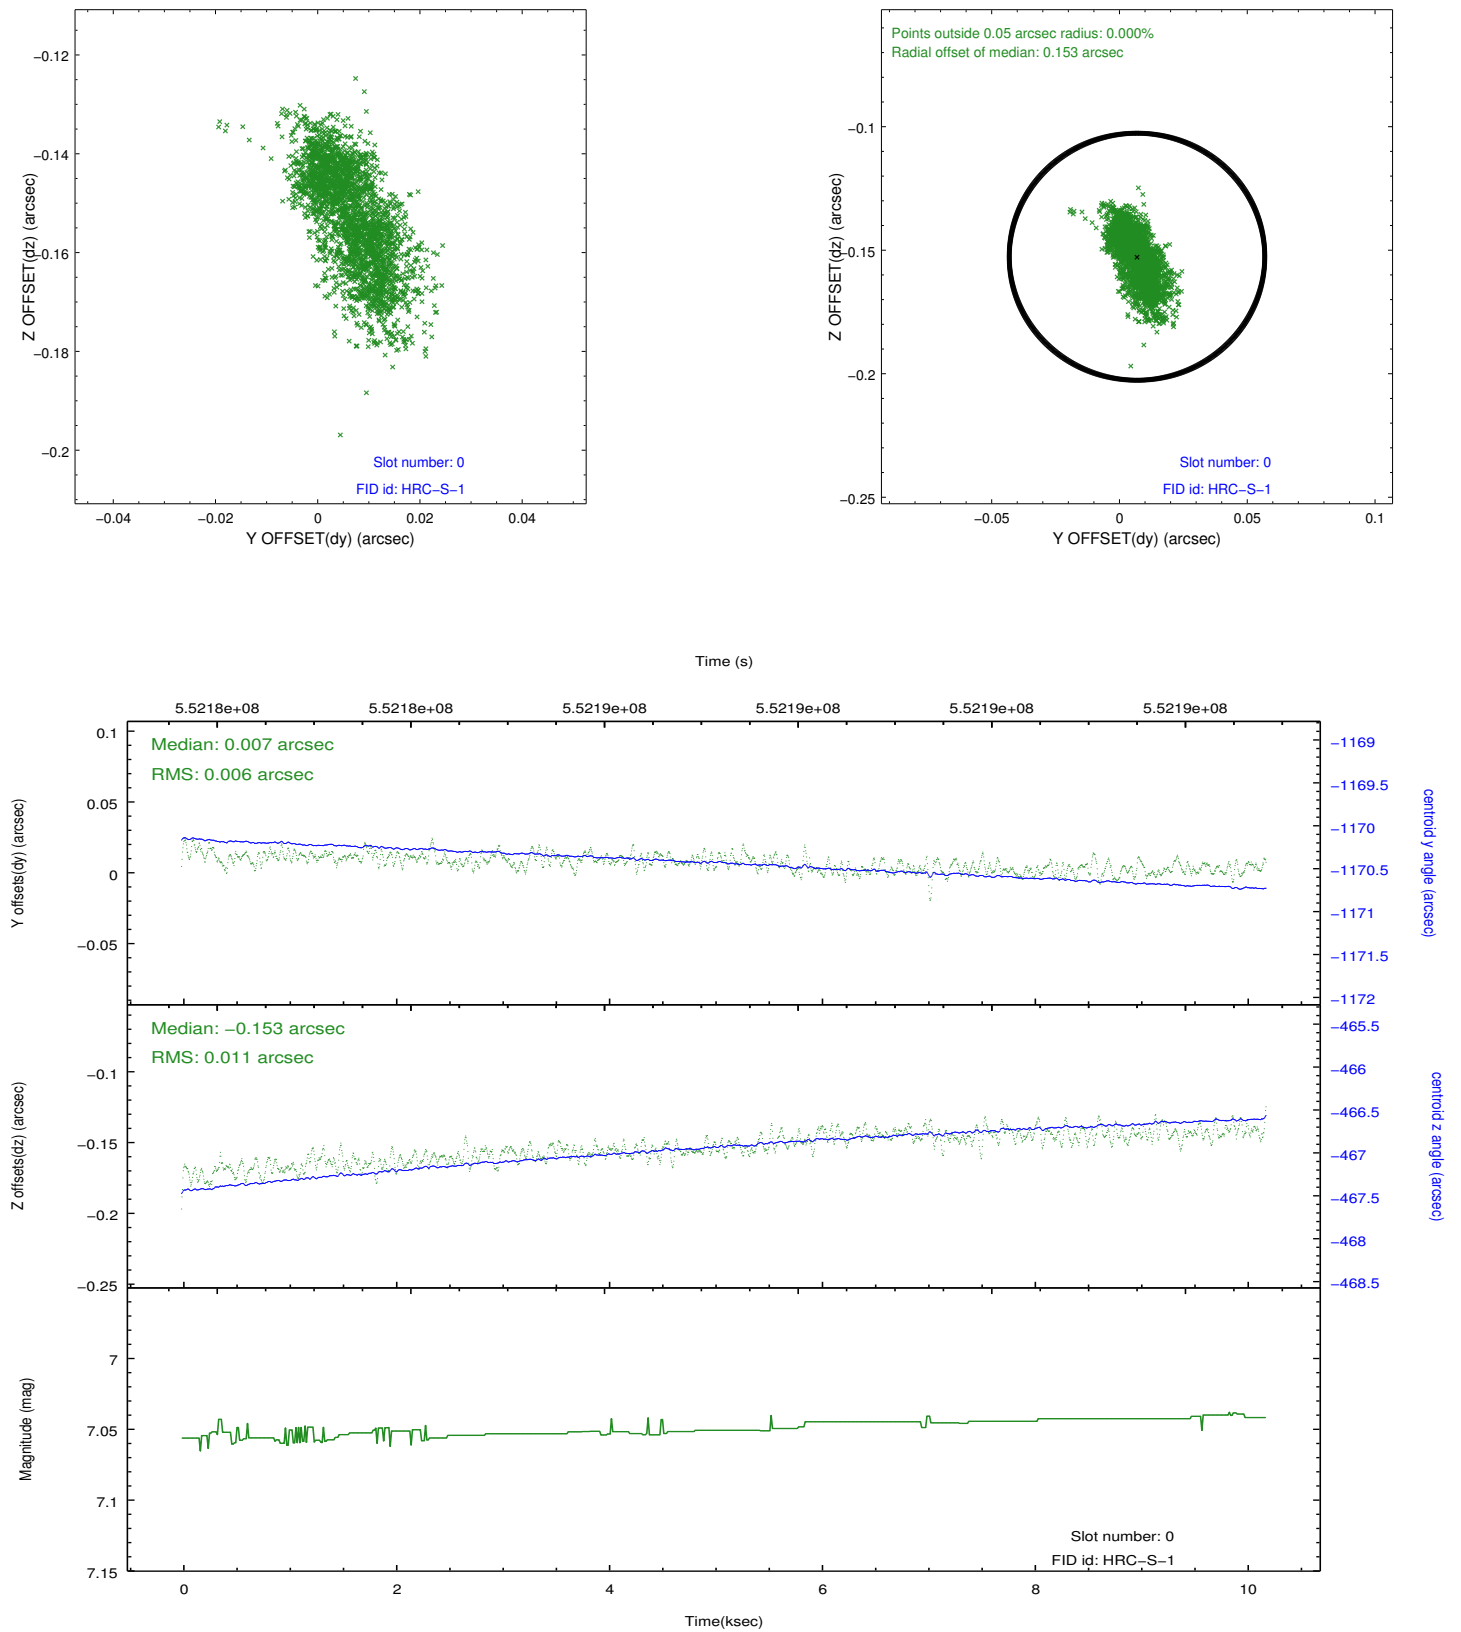 −0.12
−0.14
−0.16
−0.18
−0.2
Z OFFSET(dz) (arcsec)
Slot number: 0
FID id: HRC−S−1
−0.04
−0.02
0
0.02
0.04
Y OFFSET(dy) (arcsec)
Points outside 0.05 arcsec radius: 0.000%
Radial offset of median: 0.153 arcsec
−0.1
−0.15
−0.2
−0.25
Z OFFSET(dz) (arcsec)
Slot number: 0
FID id: HRC−S−1
−0.05
0
0.05
0.1
Y OFFSET(dy) (arcsec)
Time (s)
5.5218e+08
5.5218e+08
5.5219e+08
5.5219e+08
5.5219e+08
5.5219e+08
Median: 0.007 arcsec
RMS: 0.006 arcsec
0.1
0.05
0
−0.05
Y offsets(dy) (arcsec)
−1169
−1169.5
−1170
−1170.5
−1171
−1171.5
−1172
centroid y angle (arcsec)
Median: −0.153 arcsec
RMS: 0.011 arcsec
−0.1
−0.15
−0.2
−0.25
Z offsets(dz) (arcsec)
−465.5
−466
−466.5
−467
−467.5
−468
−468.5
centroid z angle (arcsec)
7
7.05
7.1
7.15
Magnitude (mag)
Slot number: 0
FID id: HRC−S−1
0
2
4
6
8
10
Time(ksec)